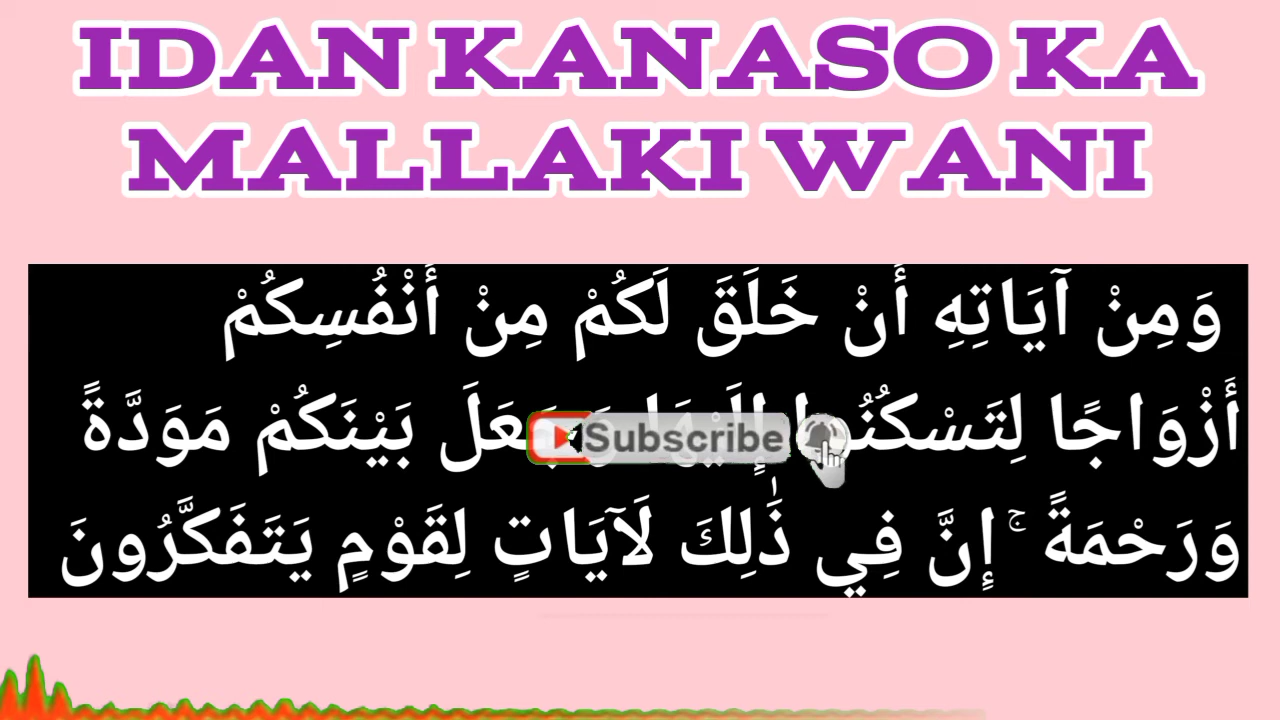 IDAN KANASO KA
MALLAKI WANI
وَمِنْ آيَاتِهِ أَنْ خَلَقَ لَكُمْ مِنْ أَنْفُسِكُمْ
أَزْوَاجًا لِتَسْكُنُوا إِلَيْهَا وَجَعَلَ بَيْنَكُمْ مَوَدَّةً
Subscribe
وَرَحْمَةً ۚ إِنَّ فِي ذَٰلِكَ لَآيَاتٍ لِقَوْمٍ يَتَفَكَّرُونَ